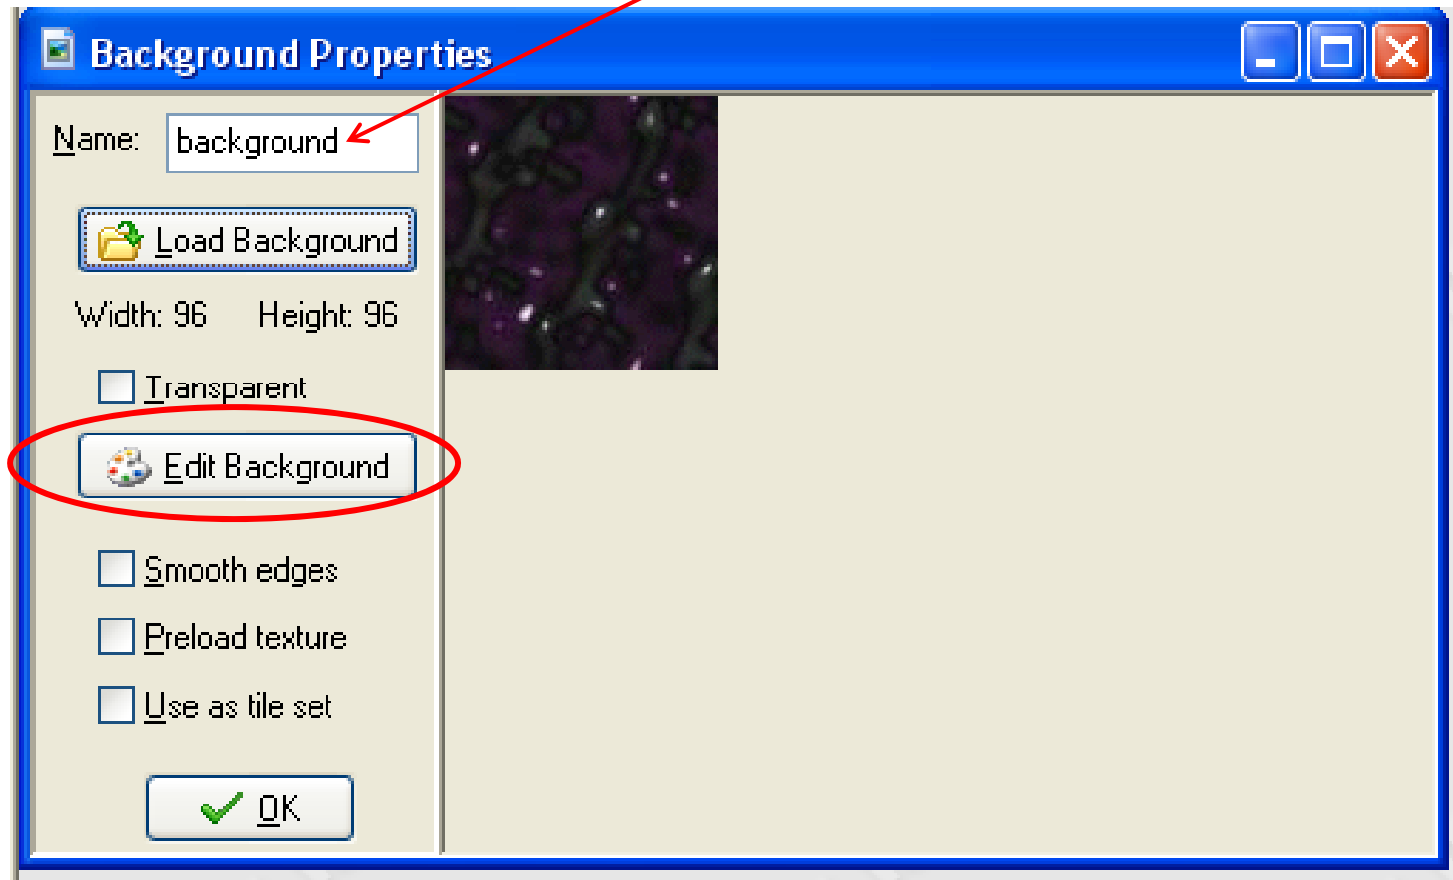 Background Properties
Name: background
Load Background
Width: 96 Height: 96
Transparent
Edit Background
Smooth edges
Preload texture
Use as tile set
OK